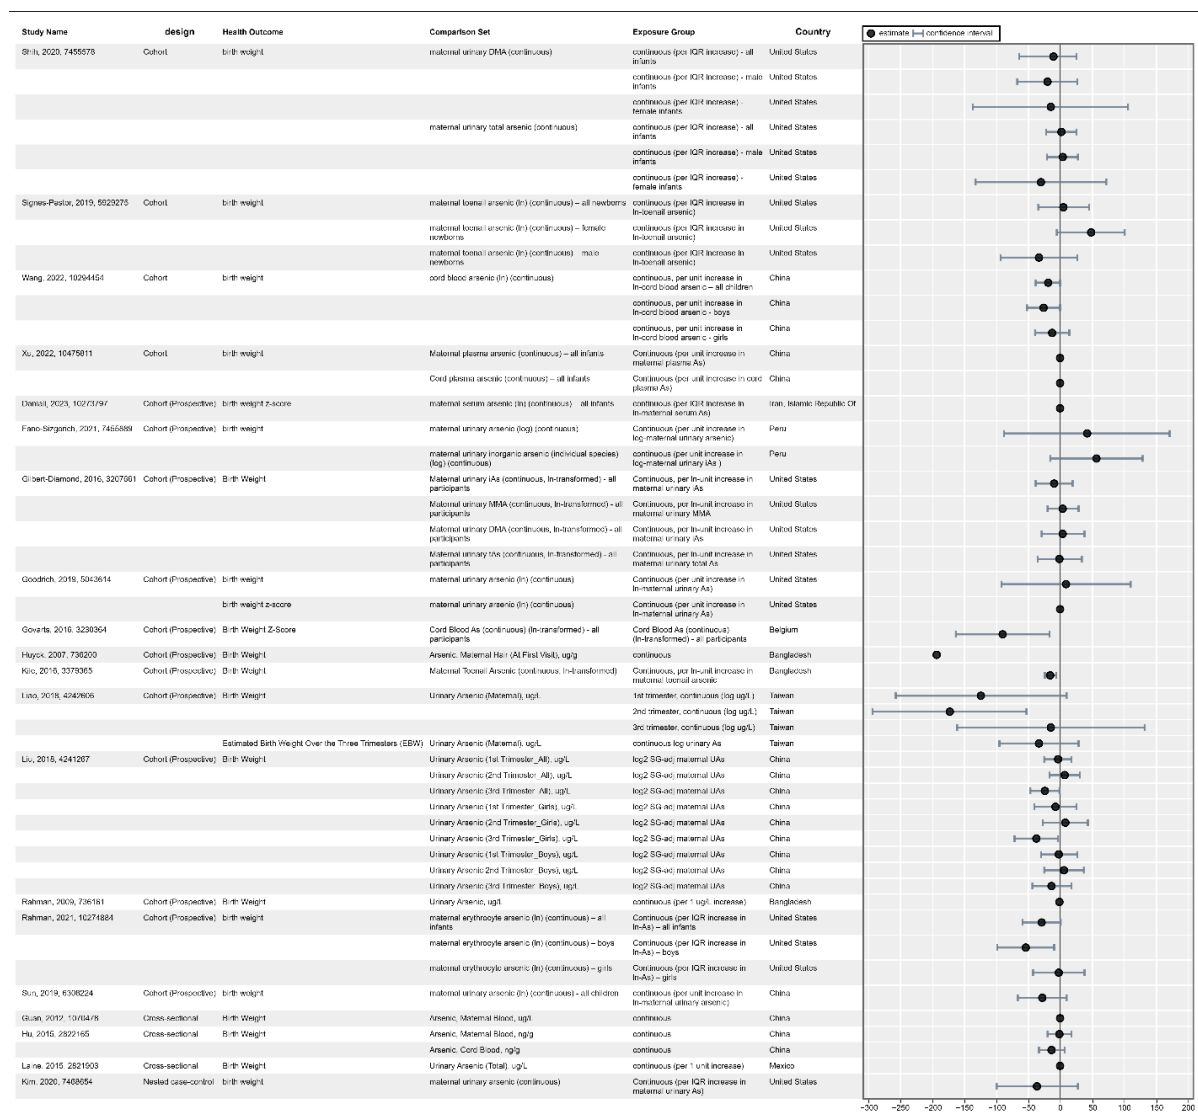 Study Name design Health Outcome Comparison Set Exposure Group Country
estimate confidence interval
Shih, 2020, 7455578 Cohort birth weight maternal urinary DMA (continuous) continuous (per IQR increase) - all United States
infants
continuous (per IQR increase) - male United States
infants
continuous (per IQR increase) - United States
female infants
maternal urinary total arsenic (continuous) continuous (per IQR increase) - all United States
infants
continuous (per IQR increase) - male United States
infants
continuous (per IQR increase) - United States
female infants
Signes-Pastor, 2019, 5929275 Cohort birth weight maternal toenail arsenic (ln) (continuous) – all newborns continuous (per IQR increase in United States
ln-toenail arsenic)
maternal toenail arsenic (ln) (continuous) – female continuous (per IQR increase in United States
newborns ln-toenail arsenic)
maternal toenail arsenic (ln) (continuous) – male continuous (per IQR increase in United States
newborns ln-toenail arsenic)
Wang, 2022, 10294454 Cohort birth weight cord blood arsenic (ln) (continuous) continuous, per unit increase in China
ln-cord blood arsenic – all children
continuous, per unit increase in China
ln-cord blood arsenic - boys
continuous, per unit increase in China
ln-cord blood arsenic - girls
Xu, 2022, 10475811 Cohort birth weight Maternal plasma arsenic (continuous) – all infants Continuous (per unit increase in China
maternal plasma As)
Cord plasma arsenic (continuous) – all infants Continuous (per unit increase in cord China
plasma As)
Daniali, 2023, 10273797 Cohort (Prospective) birth weight z-score maternal serum arsenic (ln) (continuous) – all infants continuous (per IQR increase in Iran, Islamic Republic Of
ln-maternal serum As)
Fano-Sizgorich, 2021, 7455889 Cohort (Prospective) birth weight maternal urinary arsenic (log) (continuous) Continuous (per unit increase in Peru
log-maternal urinary arsenic)
maternal urinary inorganic arsenic (individual species) continuous (per unit increase in Peru
(log) (continuous) log-maternal urinary iAs )
Gilbert-Diamond, 2016, 3207661 Cohort (Prospective) Birth Weight Maternal urinary iAs (continuous, ln-transformed) - all Continuous, per ln-unit increase in United States
participants maternal urinary iAs
Maternal urinary MMA (continuous, ln-transformed) - all Continuous, per ln-unit increase in United States
participants maternal urinary MMA
Maternal urinary DMA (continuous, ln-transformed) - all Continuous, per ln-unit increase in United States
participants maternal urinary iAs
Maternal urinary tAs (continuous, ln-transformed) - all Continuous, per ln-unit increase in United States
participants maternal urinary total As
Goodrich, 2019, 5043614 Cohort (Prospective) birth weight maternal urinary arsenic (ln) (continuous) Continuous (per unit increase in United States
ln-maternal urinary As)
birth weight z-score maternal urinary arsenic (ln) (continuous) Continuous (per unit increase in United States
ln-maternal urinary As)
Govarts, 2016, 3230364 Cohort (Prospective) Birth Weight Z-Score Cord Blood As (continuous) (ln-transformed) - all Cord Blood As (continuous) Belgium
participants (ln-transformed) - all participants
Huyck, 2007, 736200 Cohort (Prospective) Birth Weight Arsenic, Maternal Hair (At First Visit), ug/g continuous Bangladesh
Kile, 2016, 3379365 Cohort (Prospective) Birth Weight Maternal Toenail Arsenic (continuous, ln-transformed) Continuous, per ln-unit increase in Bangladesh
maternal toenail arsenic
Liao, 2018, 4242606 Cohort (Prospective) Birth Weight Urinary Arsenic (Maternal), ug/L 1st trimester, continuous (log ug/L) Taiwan
2nd trimester, continuous (log ug/L) Taiwan
3rd trimester, continuous (log ug/L) Taiwan
Estimated Birth Weight Over the Three Trimesters (EBW) Urinary Arsenic (Maternal), ug/L continuous log urinary As Taiwan
Liu, 2018, 4241267 Cohort (Prospective) Birth Weight Urinary Arsenic (1st Trimester_All), ug/L log2 SG-adj maternal UAs China
Urinary Arsenic (2nd Trimester_All), ug/L log2 SG-adj maternal UAs China
Urinary Arsenic (3rd Trimester_All), ug/L log2 SG-adj maternal UAs China
Urinary Arsenic (1st Trimester_Girls), ug/L log2 SG-adj maternal UAs China
Urinary Arsenic (2nd Trimester_Girls), ug/L log2 SG-adj maternal UAs China
Urinary Arsenic (3rd Trimester_Girls), ug/L log2 SG-adj maternal UAs China
Urinary Arsenic (1st Trimester_Boys), ug/L log2 SG-adj maternal UAs China
Urinary Arsenic 2nd Trimester_Boys), ug/L log2 SG-adj maternal UAs China
Urinary Arsenic (3rd Trimester_Boys), ug/L log2 SG-adj maternal UAs China
Rahman, 2009, 736161 Cohort (Prospective) Birth Weight Urinary Arsenic, ug/L continuous (per 1 ug/L increase) Bangladesh
Rahman, 2021, 10274884 Cohort (Prospective) birth weight maternal erythrocyte arsenic (ln) (continuous) – all Continuous (per IQR increase in United States
infants ln-As) – all infants
maternal erythrocyte arsenic (ln) (continuous) – boys Continuous (per IQR increase in United States
ln-As) – boys
maternal erythrocyte arsenic (ln) (continuous) – girls Continuous (per IQR increase in United States
ln-As) – girls
Sun, 2019, 6308224 Cohort (Prospective) birth weight maternal urinary arsenic (ln) (continuous) - all children continuous (per unit increase in China
ln-maternal urinary arsenic)
Guan, 2012, 1070478 Cross-sectional Birth Weight Arsenic, Maternal Blood, ug/L continuous China
Hu, 2015, 2822165 Cross-sectional Birth Weight Arsenic, Maternal Blood, ng/g continuous China
Arsenic, Cord Blood, ng/g continuous China
Laine, 2015, 2821903 Cross-sectional Birth Weight Urinary Arsenic (Total), ug/L continuous (per 1 unit increase) Mexico
Kim, 2020, 7468654 Nested case-control birth weight maternal urinary arsenic (continuous) Continuous (per IQR increase in United States
maternal urinary As)
−300 −250 −200 −150 −100 −50 0 50 100 150 200